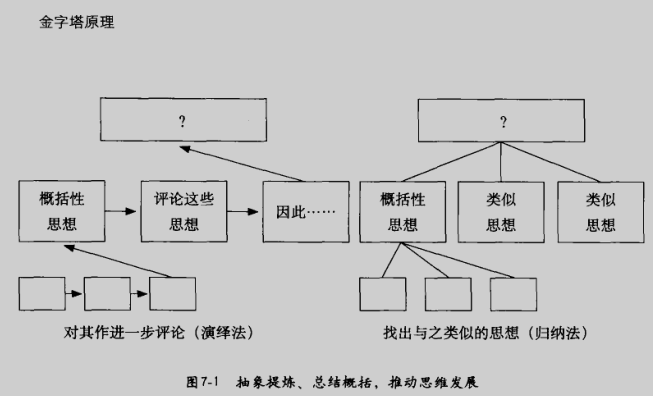 金字塔原理
?
?
概括性
思想
评论这些
思想
因此……
概括性
思想
类似
思想
类似
思想
对其作进一步评论（演绎法）
找出与之类似的思想（归纳法）
图7-1 抽象提炼、总结概括，推动思维发展